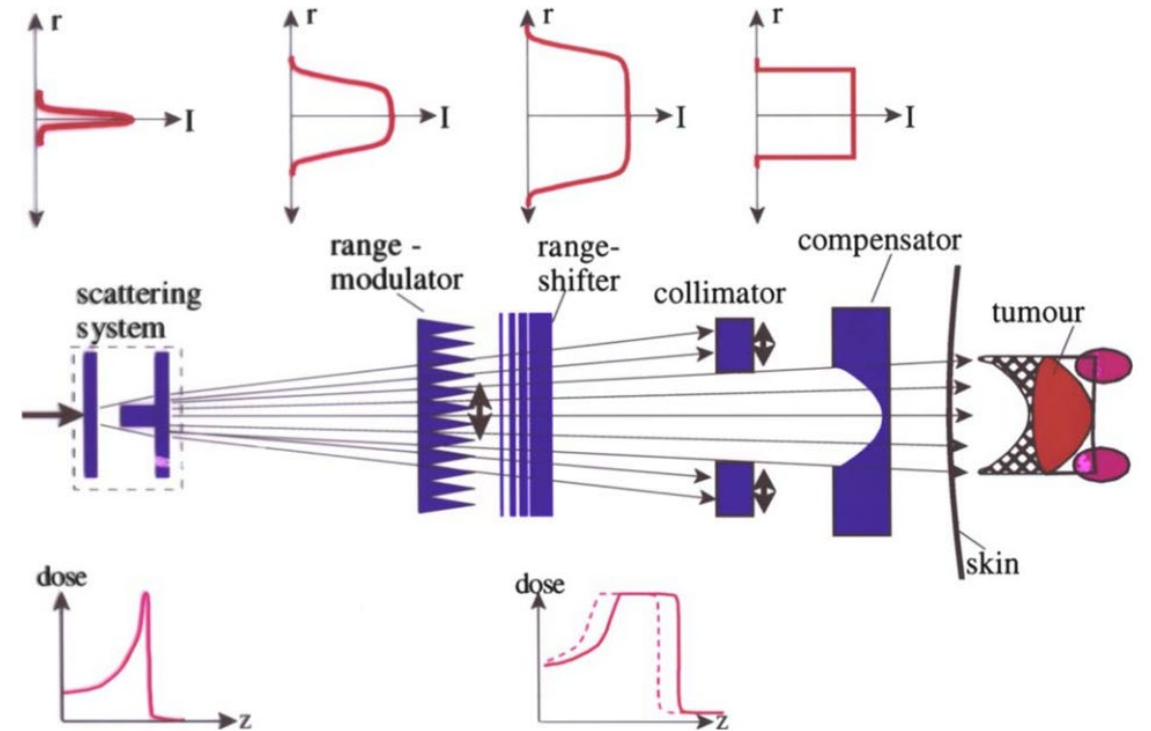 r
I
r
I
r
I
r
I
range -
modulator
range-
shifter
compensator
scattering
system
collimator
tumour
skin
dose
z
dose
z